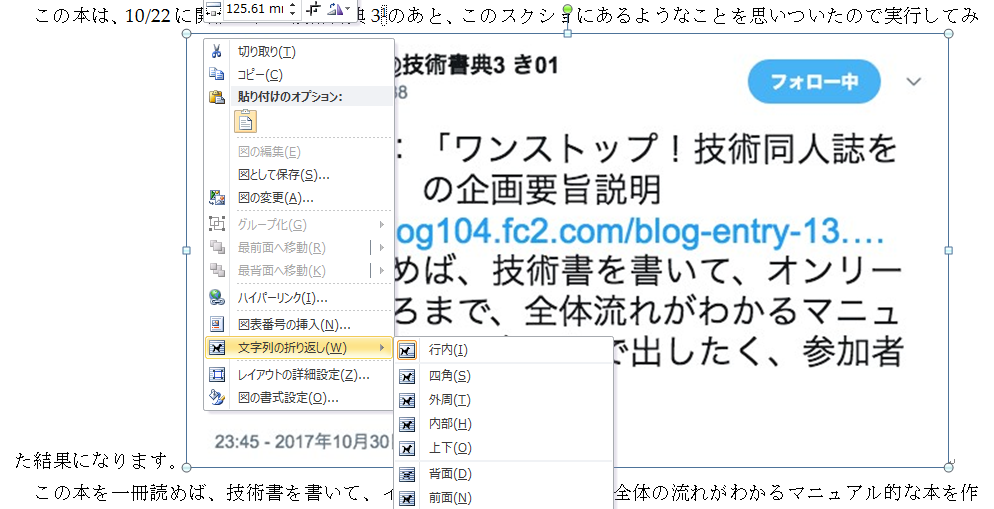 この本は、10/22 に開
125.61 mm
3 のあと、このスクショにあるようなことを思いついたので実行してみ
@技術書典3 き01
フォロー中
切り取り(T)
コピー(C)
貼り付けのオプション:
図の編集(E)
図として保存(S)...
図の変更(A)...
グループ化(G)
最前面へ移動(R)
最背面へ移動(K)
ハイパーリンク(I)...
図表番号の挿入(N)...
文字列の折り返し(W)
レイアウトの詳細設定(Z)...
図の書式設定(O)...
：「ワンストップ！技術同人誌を
の企画要旨説明
og104.fc2.com/blog-entry-13....
めば、技術書を書いて、オンリー
ろまで、全体流れがわかるマニュ
で出したく、参加者
行内(I)
四角(S)
外周(T)
内部(H)
上下(O)
背面(D)
前面(N)
23:45 - 2017年10月30
た結果になります。
この本を一冊読めば、技術書を書いて、
全体の流れがわかるマニュアル的な本を作